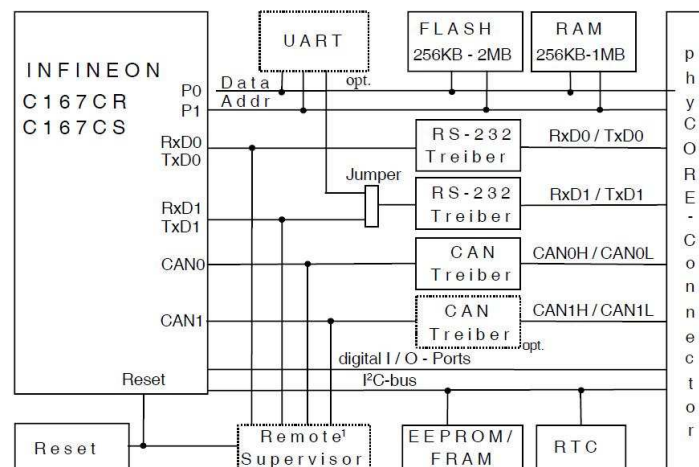 UART
opt.
FLASH
256KB - 2MB
RAM
256KB-1MB
INFINEON
C167CR
C167CS
P0
Data
P1
Addr
RxD0
TxD0
RS-232
Treiber
RxD0 / TxD0
Jumper
RxD1
TxD1
RS-232
Treiber
RxD1 / TxD1
CAN0
CAN
Treiber
CAN0H / CAN0L
CAN1
CAN
Treiber
opt.
CAN1H / CAN1L
digital I / O - Ports
I²C-bus
Reset
Reset
Remote¹
Supervisor
EEPROM/
FRAM
RTC
phyCORE-Connector